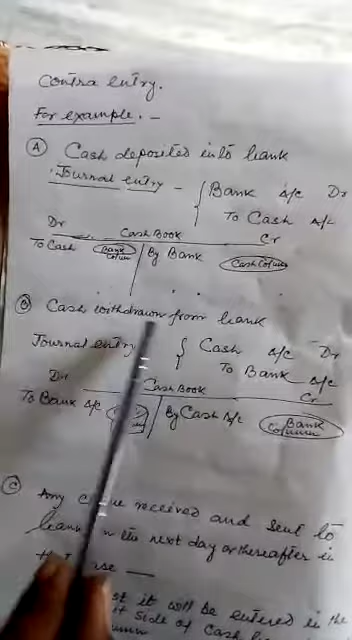 Contra entry.
For example. -
(A) Cash deposited into bank
Journal entry - { Bank A/c Dr
To Cash A/c
Dr Cash Book Cr
To Cash Bank Column By Bank Cash Column
(B) Cash withdrawn from bank
Journal entry { Cash A/c Dr
To Bank A/c
Dr Cash Book Cr
To Bank A/c By Cash A/c Bank Column
(C) Any received and sent to
bank the next day or thereafter in
it will be entered in the
side of Cash